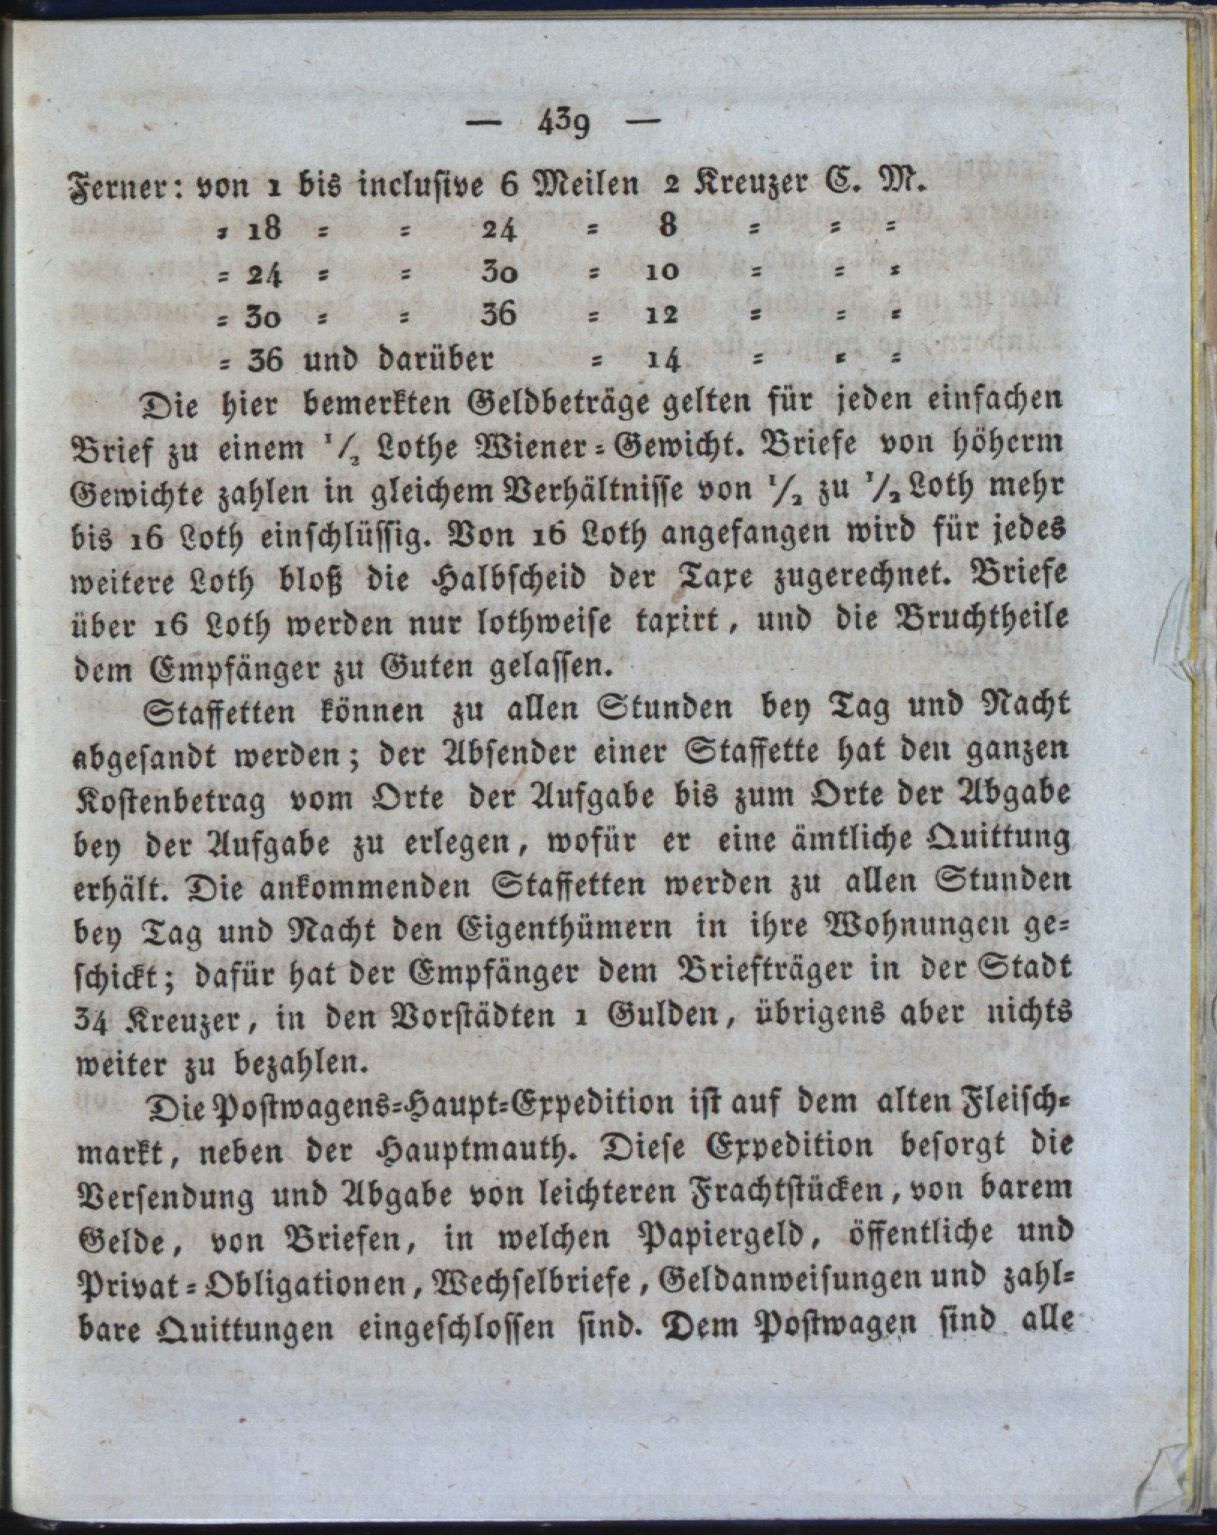 — 439 —
Ferner: von 1 bis inclusive 6 Meilen 2 Kreuzer C. M.
= 18 = = 24 = 8 = = =
= 24 = = 30 = 10 = = =
= 30 = = 36 = 12 = = =
= 36 und darüber = 14 = = =
Die hier bemerkten Geldbeträge gelten für jeden einfachen
Brief zu einem 1/2 Lothe Wiener=Gewicht. Briefe von höherm
Gewichte zahlen in gleichem Verhältnisse von 1/2 zu 1/2 Loth mehr
bis 16 Loth einschlüssig. Von 16 Loth angefangen wird für jedes
weitere Loth bloß die Halbscheid der Taxe zugerechnet. Briefe
über 16 Loth werden nur lothweise taxirt, und die Bruchtheile
dem Empfänger zu Guten gelassen.
Staffetten können zu allen Stunden bey Tag und Nacht
abgesandt werden; der Absender einer Staffette hat den ganzen
Kostenbetrag vom Orte der Aufgabe bis zum Orte der Abgabe
bey der Aufgabe zu erlegen, wofür er eine ämtliche Quittung
erhält. Die ankommenden Staffetten werden zu allen Stunden
bey Tag und Nacht den Eigenthümern in ihre Wohnungen ge=
schickt; dafür hat der Empfänger dem Briefträger in der Stadt
34 Kreuzer, in den Vorstädten 1 Gulden, übrigens aber nichts
weiter zu bezahlen.
Die Postwagens=Haupt=Expedition ist auf dem alten Fleisch=
markt, neben der Hauptmauth. Diese Expedition besorgt die
Versendung und Abgabe von leichteren Frachtstücken, von barem
Gelde, von Briefen, in welchen Papiergeld, öffentliche und
Privat=Obligationen, Wechselbriefe, Geldanweisungen und zahl=
bare Quittungen eingeschlossen sind. Dem Postwagen sind alle